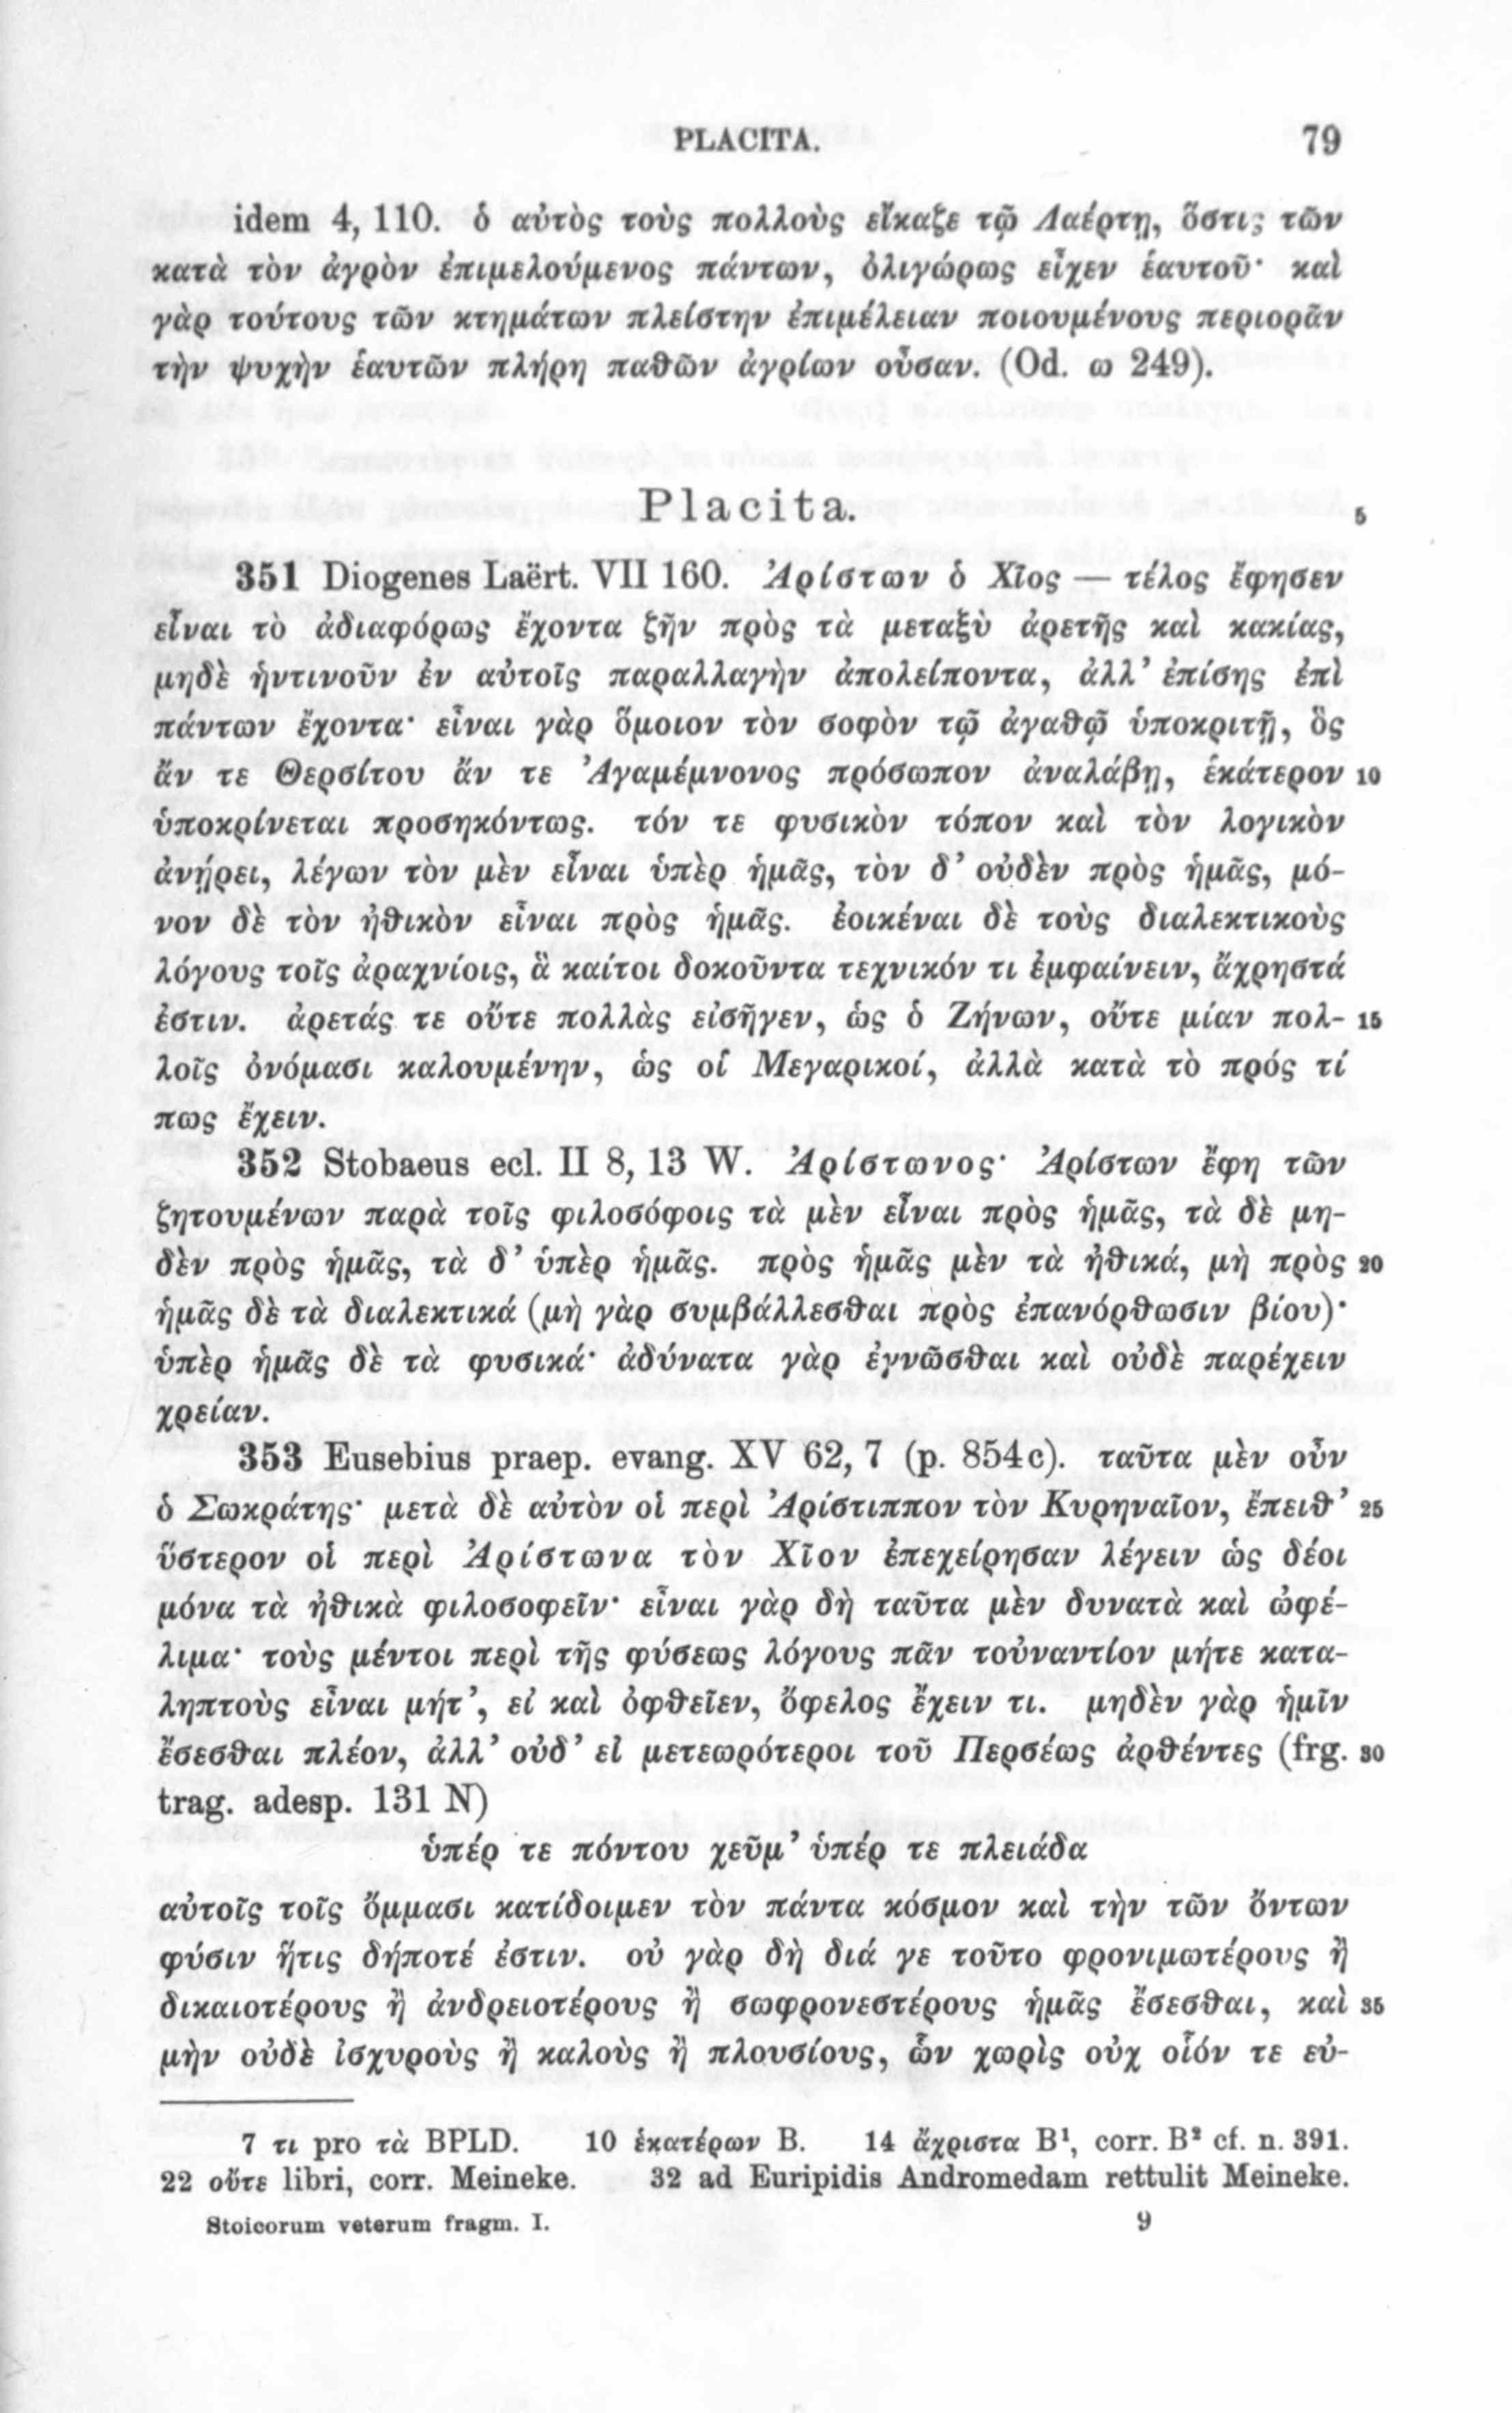 PLACITA. 79
idem 4, 110. ὁ αὐτὸς τοὺς πολλοὺς εἴκαζε τῷ Λαέρτῃ, ὅστις τῶν
κατὰ τὸν ἀγρὸν ἐπιμελούμενος πάντων, ὀλιγώρως εἶχεν ἑαυτοῦ· καὶ
γὰρ τούτους τῶν κτημάτων πλείστην ἐπιμέλειαν ποιουμένους περιορᾶν
τὴν ψυχὴν ἑαυτῶν πλήρη παθῶν ἀγρίων οὖσαν. (Od. ω 249).
Placita. 5
351 Diogenes Laërt. VII 160. Ἀρίστων ὁ Χῖος — τέλος ἔφησεν
εἶναι τὸ ἀδιαφόρως ἔχοντα ζῆν πρὸς τὰ μεταξὺ ἀρετῆς καὶ κακίας,
μηδὲ ἡντινοῦν ἐν αὐτοῖς παραλλαγὴν ἀπολείποντα, ἀλλ’ ἐπίσης ἐπὶ
πάντων ἔχοντα· εἶναι γὰρ ὅμοιον τὸν σοφὸν τῷ ἀγαθῷ ὑποκριτῇ, ὃς
ἄν τε Θερσίτου ἄν τε Ἀγαμέμνονος πρόσωπον ἀναλάβῃ, ἑκάτερον 10
ὑποκρίνεται προσηκόντως. τόν τε φυσικὸν τόπον καὶ τὸν λογικὸν
ἀνῄρει, λέγων τὸν μὲν εἶναι ὑπὲρ ἡμᾶς, τὸν δ’ οὐδὲν πρὸς ἡμᾶς, μό-
νον δὲ τὸν ἠθικὸν εἶναι πρὸς ἡμᾶς. ἐοικέναι δὲ τοὺς διαλεκτικοὺς
λόγους τοῖς ἀραχνίοις, ἃ καίτοι δοκοῦντα τεχνικόν τι ἐμφαίνειν, ἄχρηστά
ἐστιν. ἀρετάς τε οὔτε πολλὰς εἰσῆγεν, ὡς ὁ Ζήνων, οὔτε μίαν πολ- 15
λοῖς ὀνόμασι καλουμένην, ὡς οἱ Μεγαρικοί, ἀλλὰ κατὰ τὸ πρός τί
πως ἔχειν.
352 Stobaeus ecl. II 8, 13 W. Ἀρίστωνος· Ἀρίστων ἔφη τῶν
ζητουμένων παρὰ τοῖς φιλοσόφοις τὰ μὲν εἶναι πρὸς ἡμᾶς, τὰ δὲ μη-
δὲν πρὸς ἡμᾶς, τὰ δ’ ὑπὲρ ἡμᾶς. πρὸς ἡμᾶς μὲν τὰ ἠθικά, μὴ πρὸς 20
ἡμᾶς δὲ τὰ διαλεκτικά (μὴ γὰρ συμβάλλεσθαι πρὸς ἐπανόρθωσιν βίου)·
ὑπὲρ ἡμᾶς δὲ τὰ φυσικά· ἀδύνατα γὰρ ἐγνῶσθαι καὶ οὐδὲ παρέχειν
χρείαν.
353 Eusebius praep. evang. XV 62, 7 (p. 854c). ταῦτα μὲν οὖν
ὁ Σωκράτης· μετὰ δὲ αὐτὸν οἱ περὶ Ἀρίστιππον τὸν Κυρηναῖον, ἔπειθ’ 25
ὕστερον οἱ περὶ Ἀρίστωνα τὸν Χῖον ἐπεχείρησαν λέγειν ὡς δέοι
μόνα τὰ ἠθικὰ φιλοσοφεῖν· εἶναι γὰρ δὴ ταῦτα μὲν δυνατὰ καὶ ὠφέ-
λιμα· τοὺς μέντοι περὶ τῆς φύσεως λόγους πᾶν τοὐναντίον μήτε κατα-
ληπτοὺς εἶναι μήτ’, εἰ καὶ ὀφθεῖεν, ὄφελος ἔχειν τι. μηδὲν γὰρ ἡμῖν
ἔσεσθαι πλέον, ἀλλ’ οὐδ’ εἰ μετεωρότεροι τοῦ Περσέως ἀρθέντες (frg. 30
trag. adesp. 131 N)
ὑπέρ τε πόντου χεῦμ’ ὑπέρ τε πλειάδα
αὐτοῖς τοῖς ὄμμασι κατίδοιμεν τὸν πάντα κόσμον καὶ τὴν τῶν ὄντων
φύσιν ἥτις δήποτέ ἐστιν. οὐ γὰρ δὴ διά γε τοῦτο φρονιμωτέρους ἢ
δικαιοτέρους ἢ ἀνδρειοτέρους ἢ σωφρονεστέρους ἡμᾶς ἔσεσθαι, καὶ 35
μὴν οὐδὲ ἰσχυροὺς ἢ καλοὺς ἢ πλουσίους, ὧν χωρὶς οὐχ οἷόν τε εὐ-
7 τι pro τὰ BPLD. 10 ἑκατέρων B. 14 ἄχριστα B¹, corr. B² cf. n. 391.
22 οὔτε libri, corr. Meineke. 32 ad Euripidis Andromedam rettulit Meineke.
Stoicorum veterum fragm. I. 9